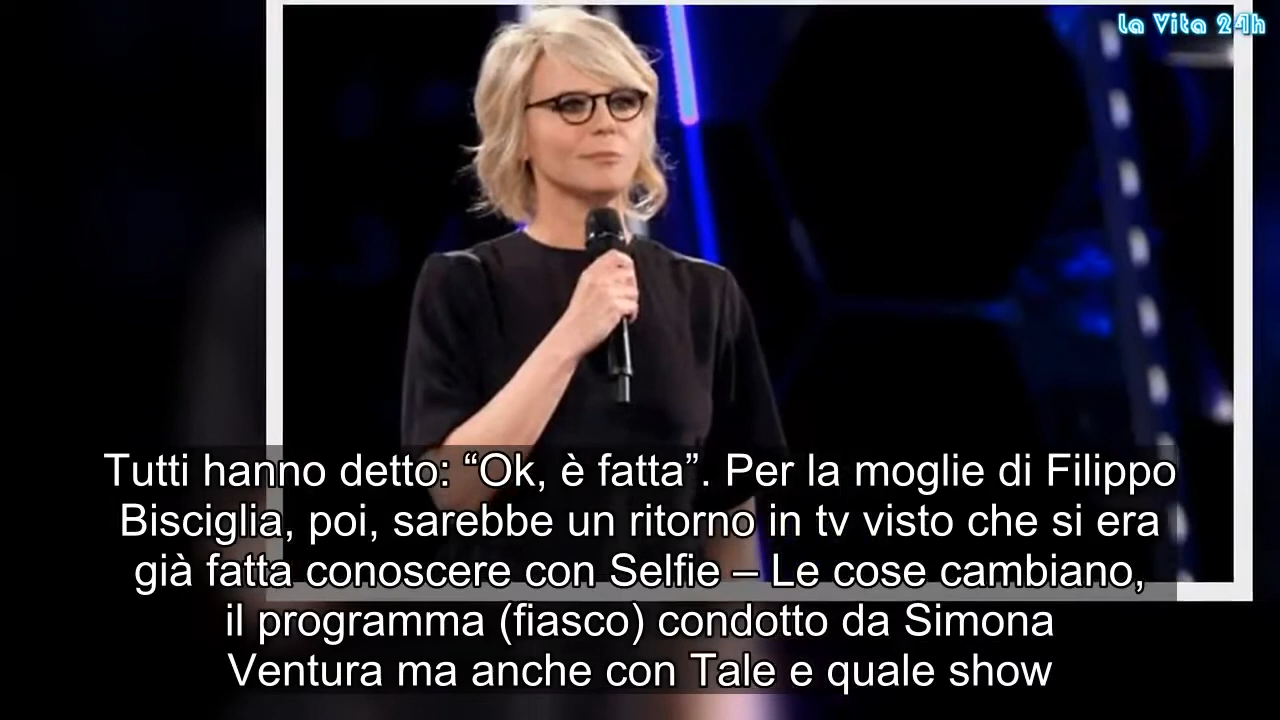 La Vita 24h
Tutti hanno detto: “Ok, è fatta”. Per la moglie di Filippo
Bisciglia, poi, sarebbe un ritorno in tv visto che si era
già fatta conoscere con Selfie – Le cose cambiano,
il programma (fiasco) condotto da Simona
Ventura ma anche con Tale e quale show